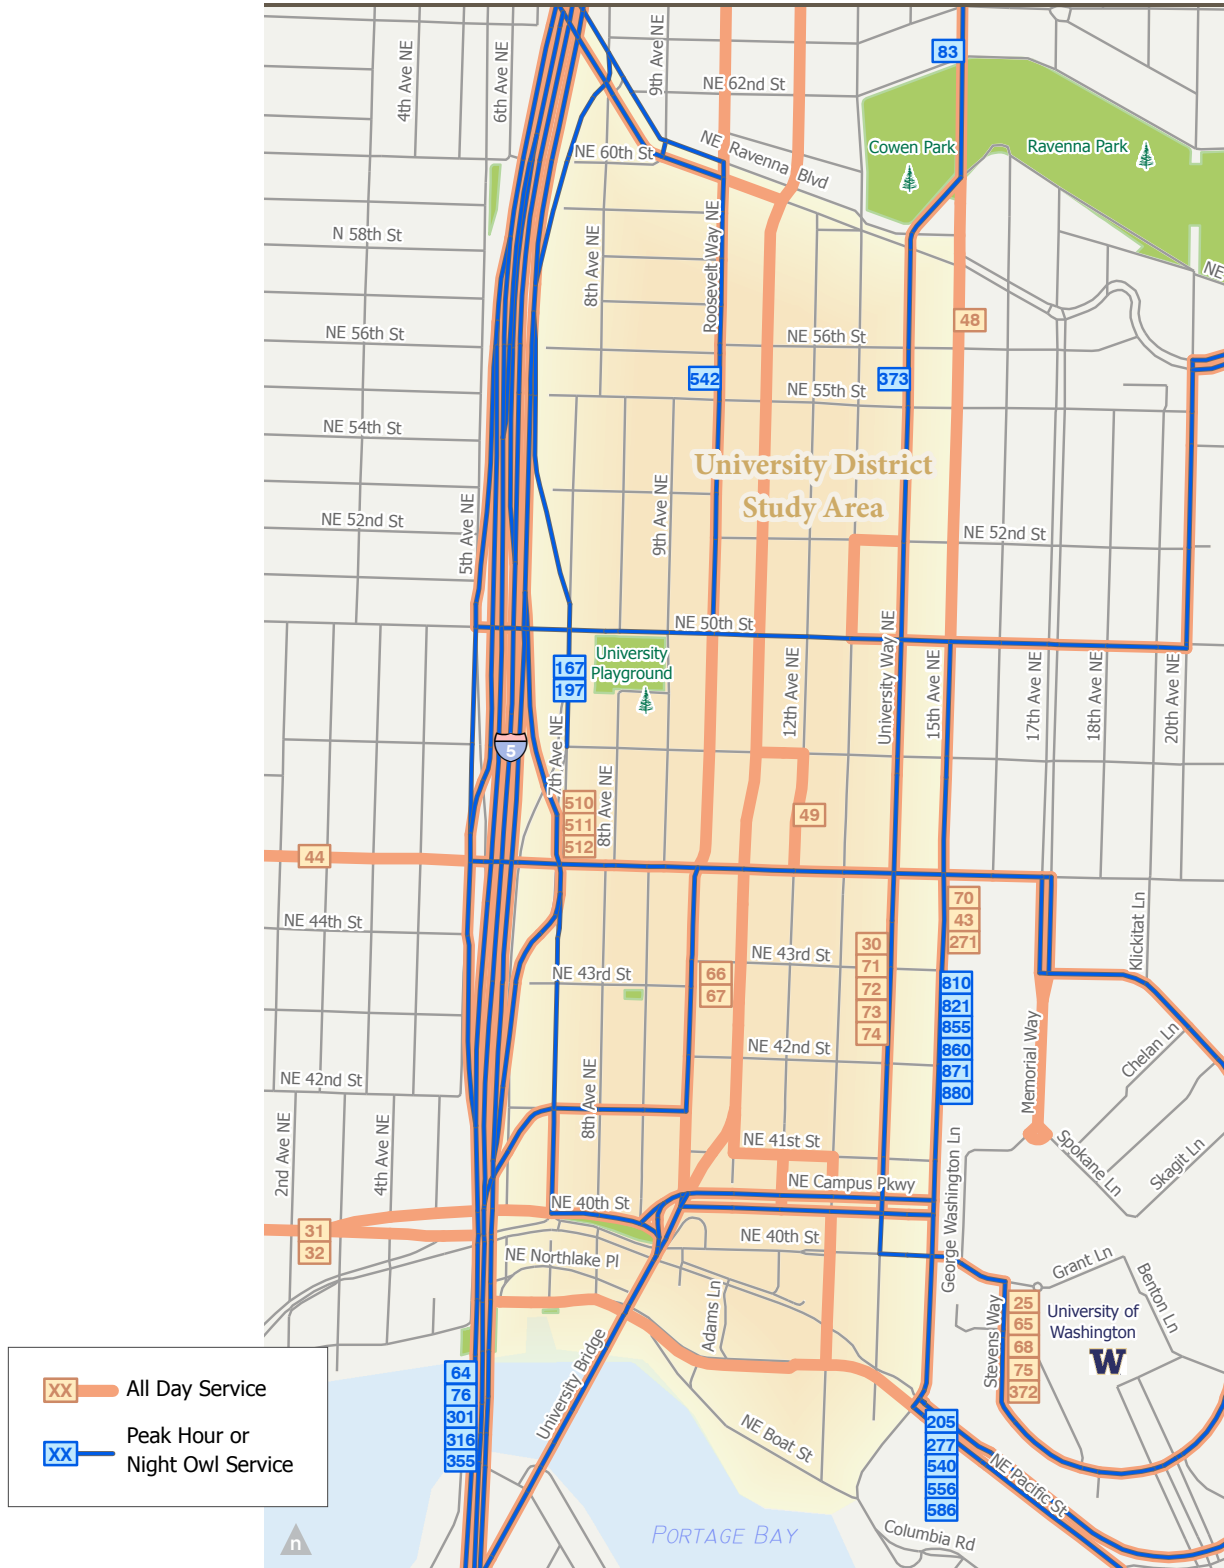 83
4th Ave NE
6th Ave NE
9th Ave NE
NE 62nd St
NE Ravenna Blvd
NE 60th St
Cowen Park
Ravenna Park
N 58th St
8th Ave NE
Roosevelt Way NE
NE
48
NE 56th St
NE 56th St
542
373
NE 55th St
NE 54th St
University District
Study Area
5th Ave NE
9th Ave NE
NE 52nd St
NE 52nd St
NE 50th St
University
Playground
167
197
12th Ave NE
University Way NE
15th Ave NE
17th Ave NE
18th Ave NE
20th Ave NE
5
7th Ave NE
8th Ave NE
510
511
512
49
44
70
43
271
Klickitat Ln
NE 44th St
NE 43rd St
NE 43rd St
66
67
30
71
72
73
74
810
821
855
860
871
880
Memorial Way
Chelan Ln
NE 42nd St
NE 42nd St
8th Ave NE
2nd Ave NE
4th Ave NE
NE 41st St
Spokane Ln
Skagit Ln
George Washington Ln
NE Campus Pkwy
NE 40th St
NE 40th St
31
32
NE Northlake Pl
Grant Ln
Benton Ln
Adams Ln
Stevens Way
25
65
68
75
372
University of
Washington
W
University Bridge
64
76
301
316
355
205
277
540
556
586
NE Boat St
NE Pacific St
Columbia Rd
PORTAGE BAY
XX All Day Service
XX Peak Hour or
Night Owl Service
n